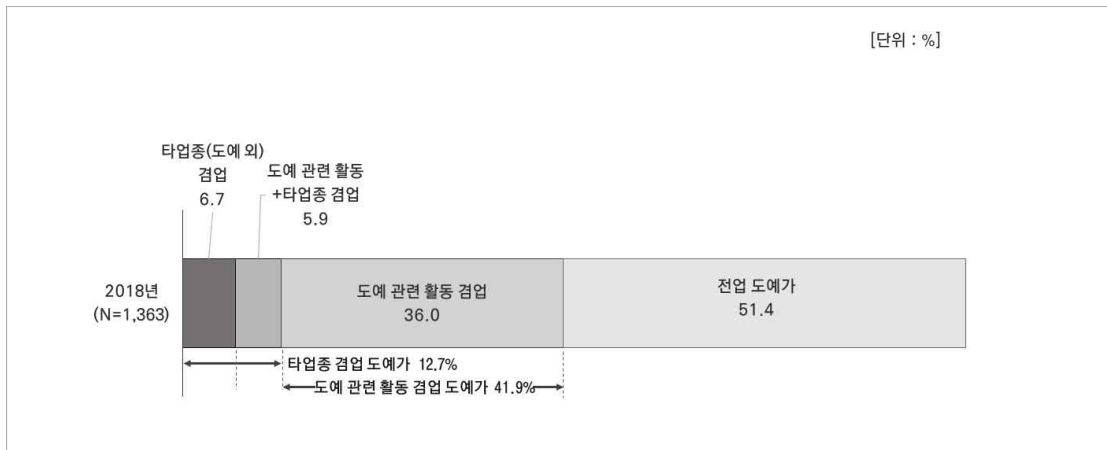 [단위 : %]
타업종(도예 외)
겸업
6.7
도예 관련 활동
+타업종 겸업
5.9
2018년
(N=1,363)
도예 관련 활동 겸업
36.0
전업 도예가
51.4
타업종 겸업 도예가 12.7%
도예 관련 활동 겸업 도예가 41.9%